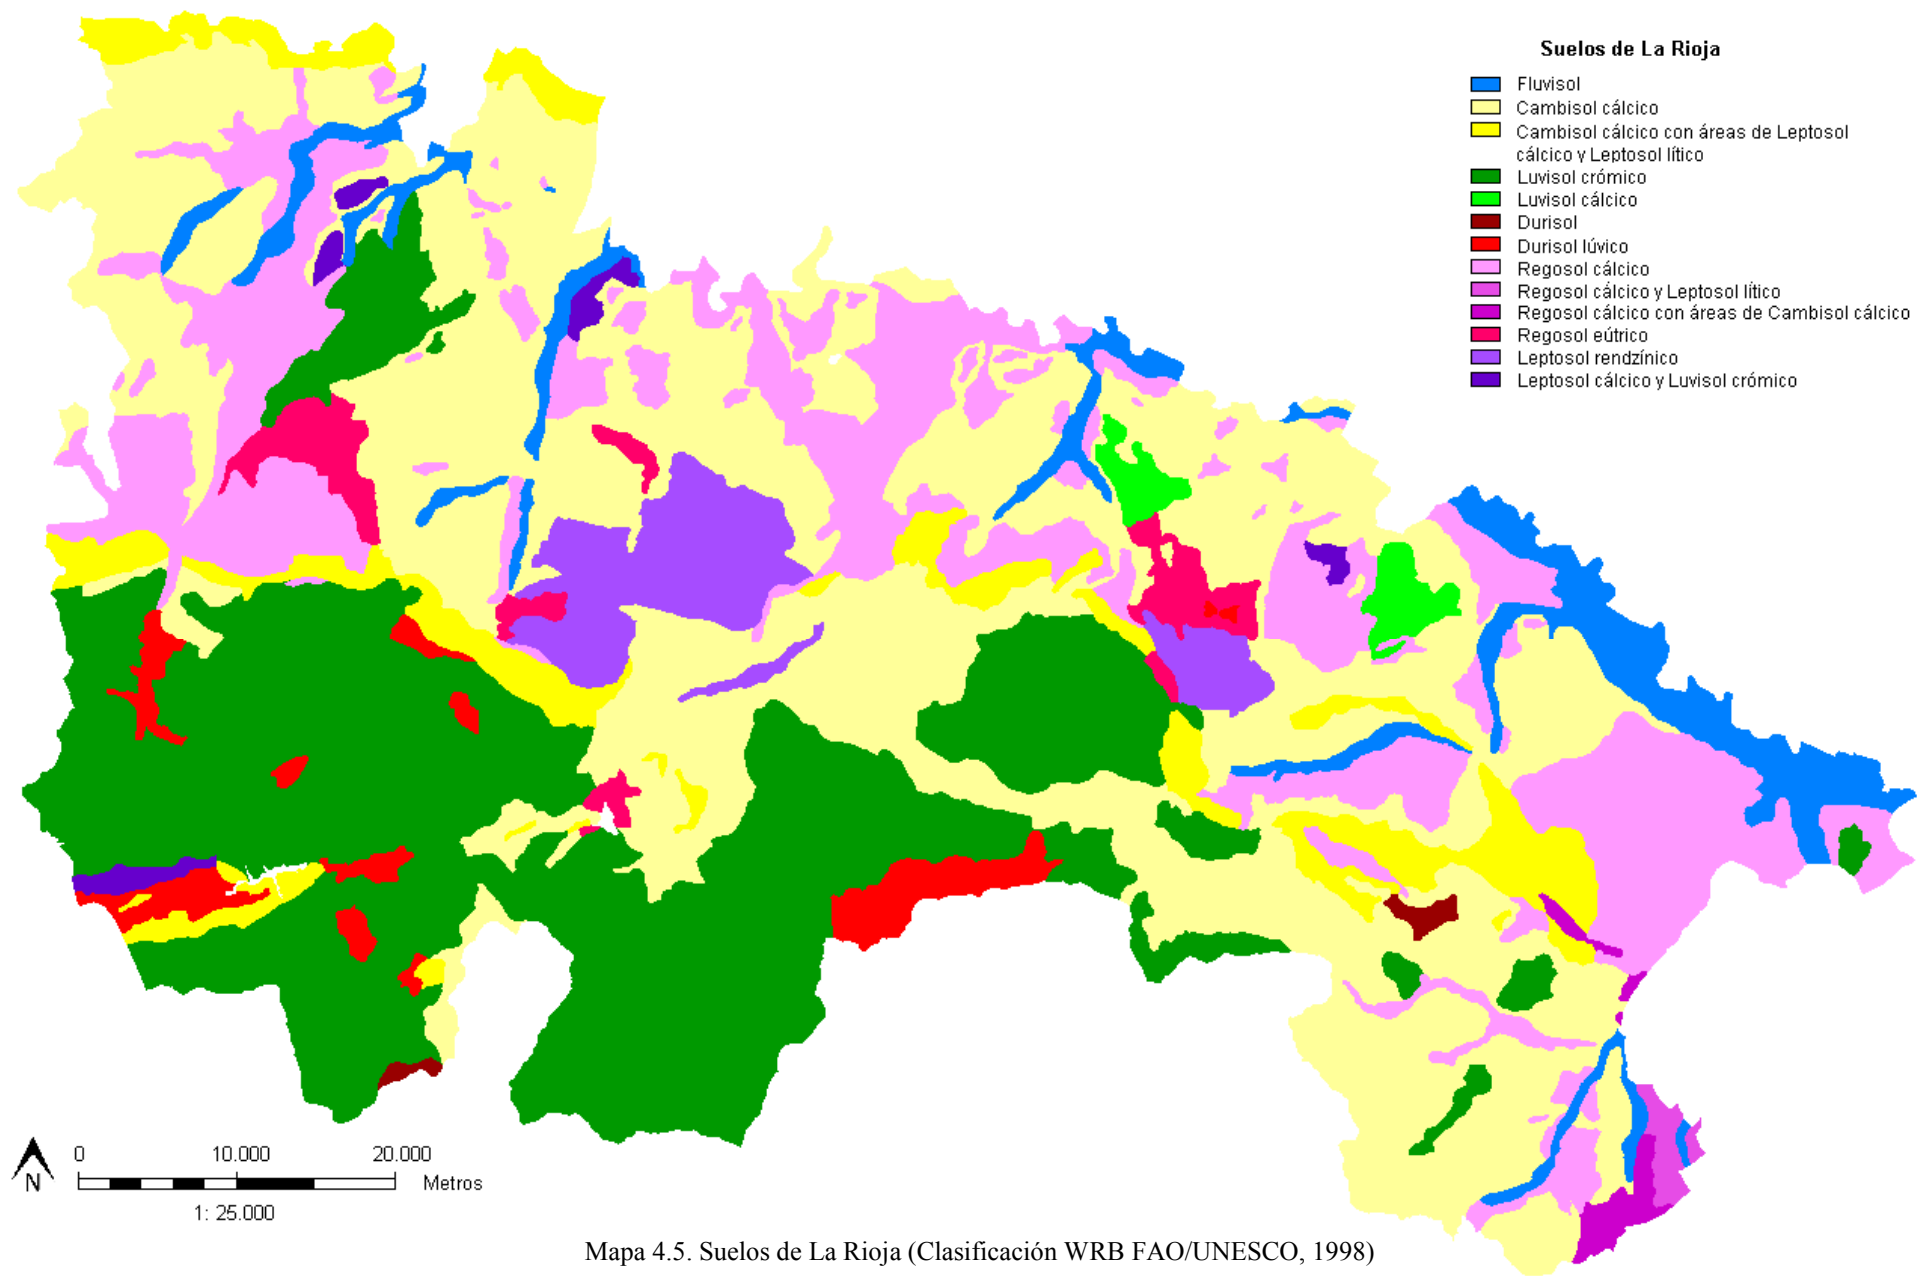 Suelos de La Rioja
Fluvisol
Cambisol cálcico
Cambisol cálcico con áreas de Leptosol
cálcico y Leptosol lítico
Luvisol crómico
Luvisol cálcico
Durisol
Durisol lúvico
Regosol cálcico
Regosol cálcico y Leptosol lítico
Regosol cálcico con áreas de Cambisol cálcico
Regosol eútrico
Leptosol rendzínico
Leptosol cálcico y Luvisol crómico
0 10.000 20.000
N Metros
1: 25.000
Mapa 4.5. Suelos de La Rioja (Clasificación WRB FAO/UNESCO, 1998)